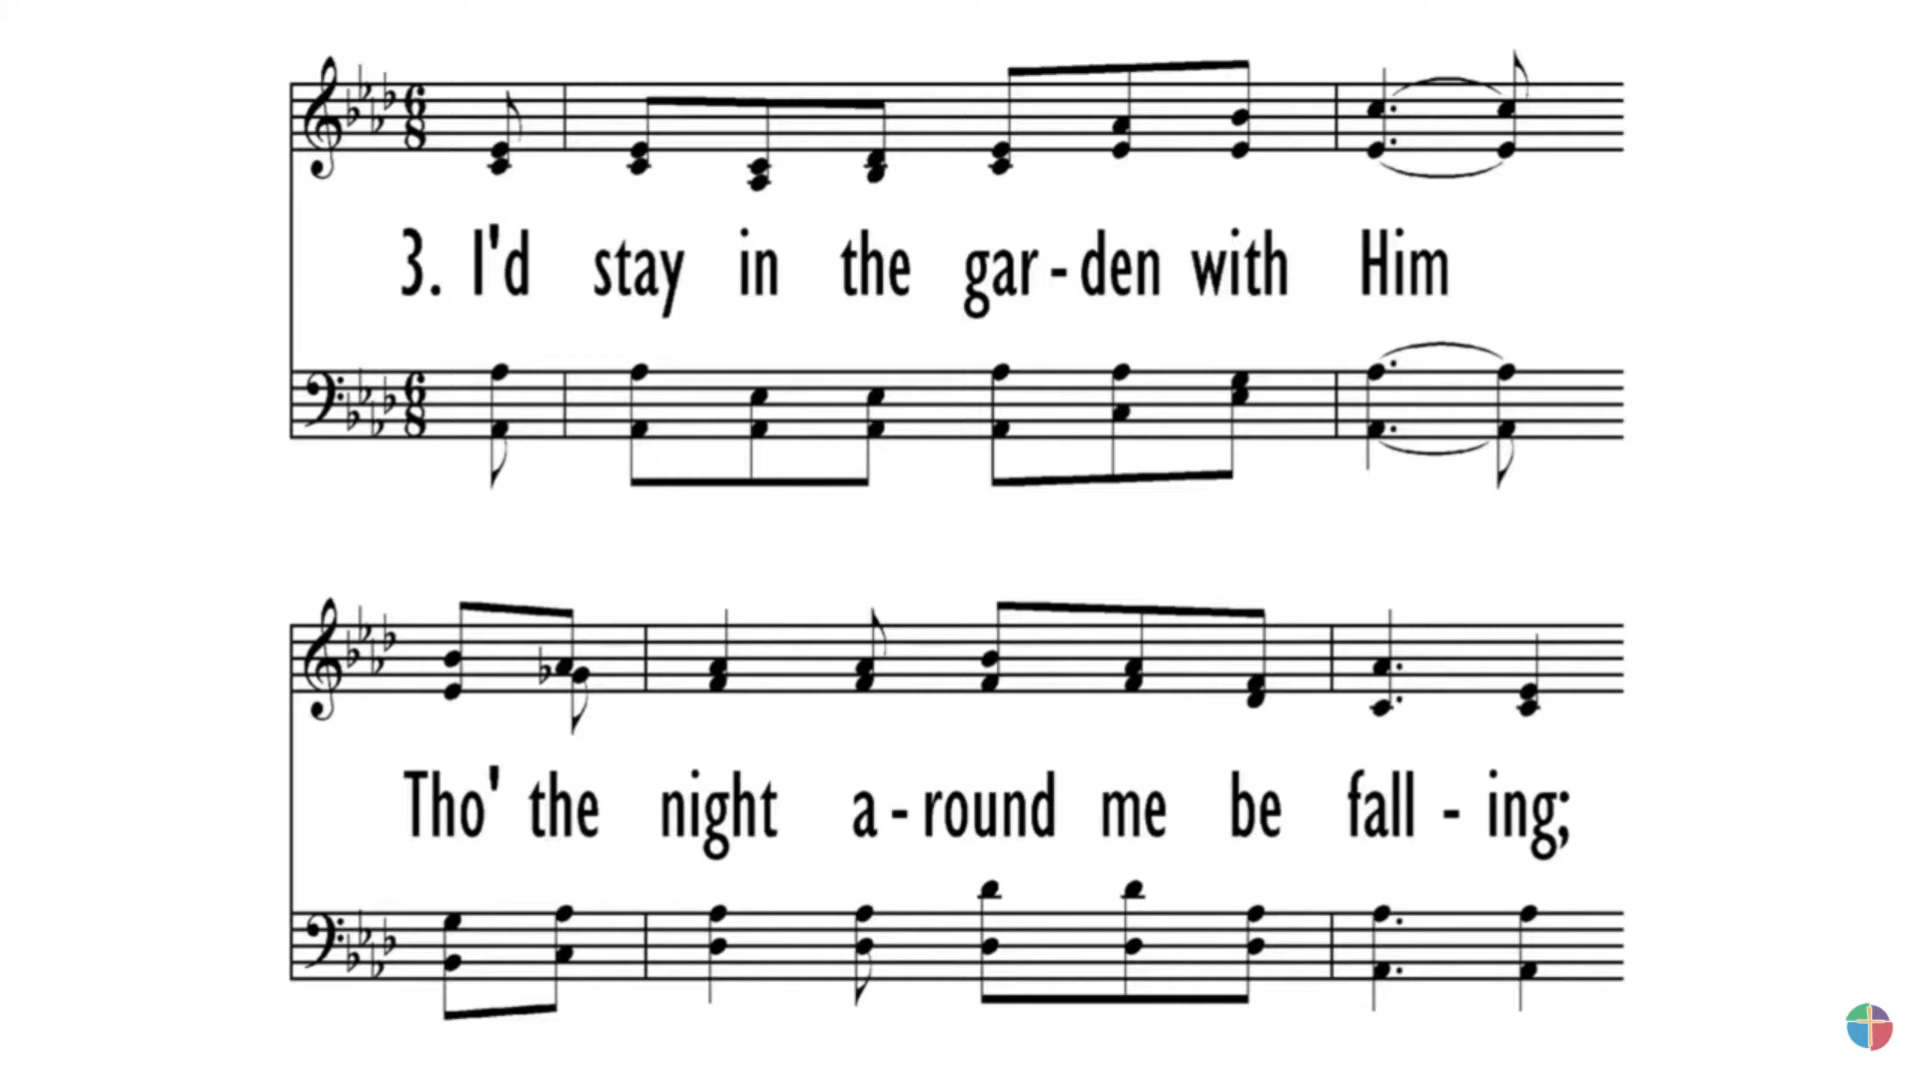 3. I'd stay in the gar - den with Him
Tho' the night a - round me be fall - ing;